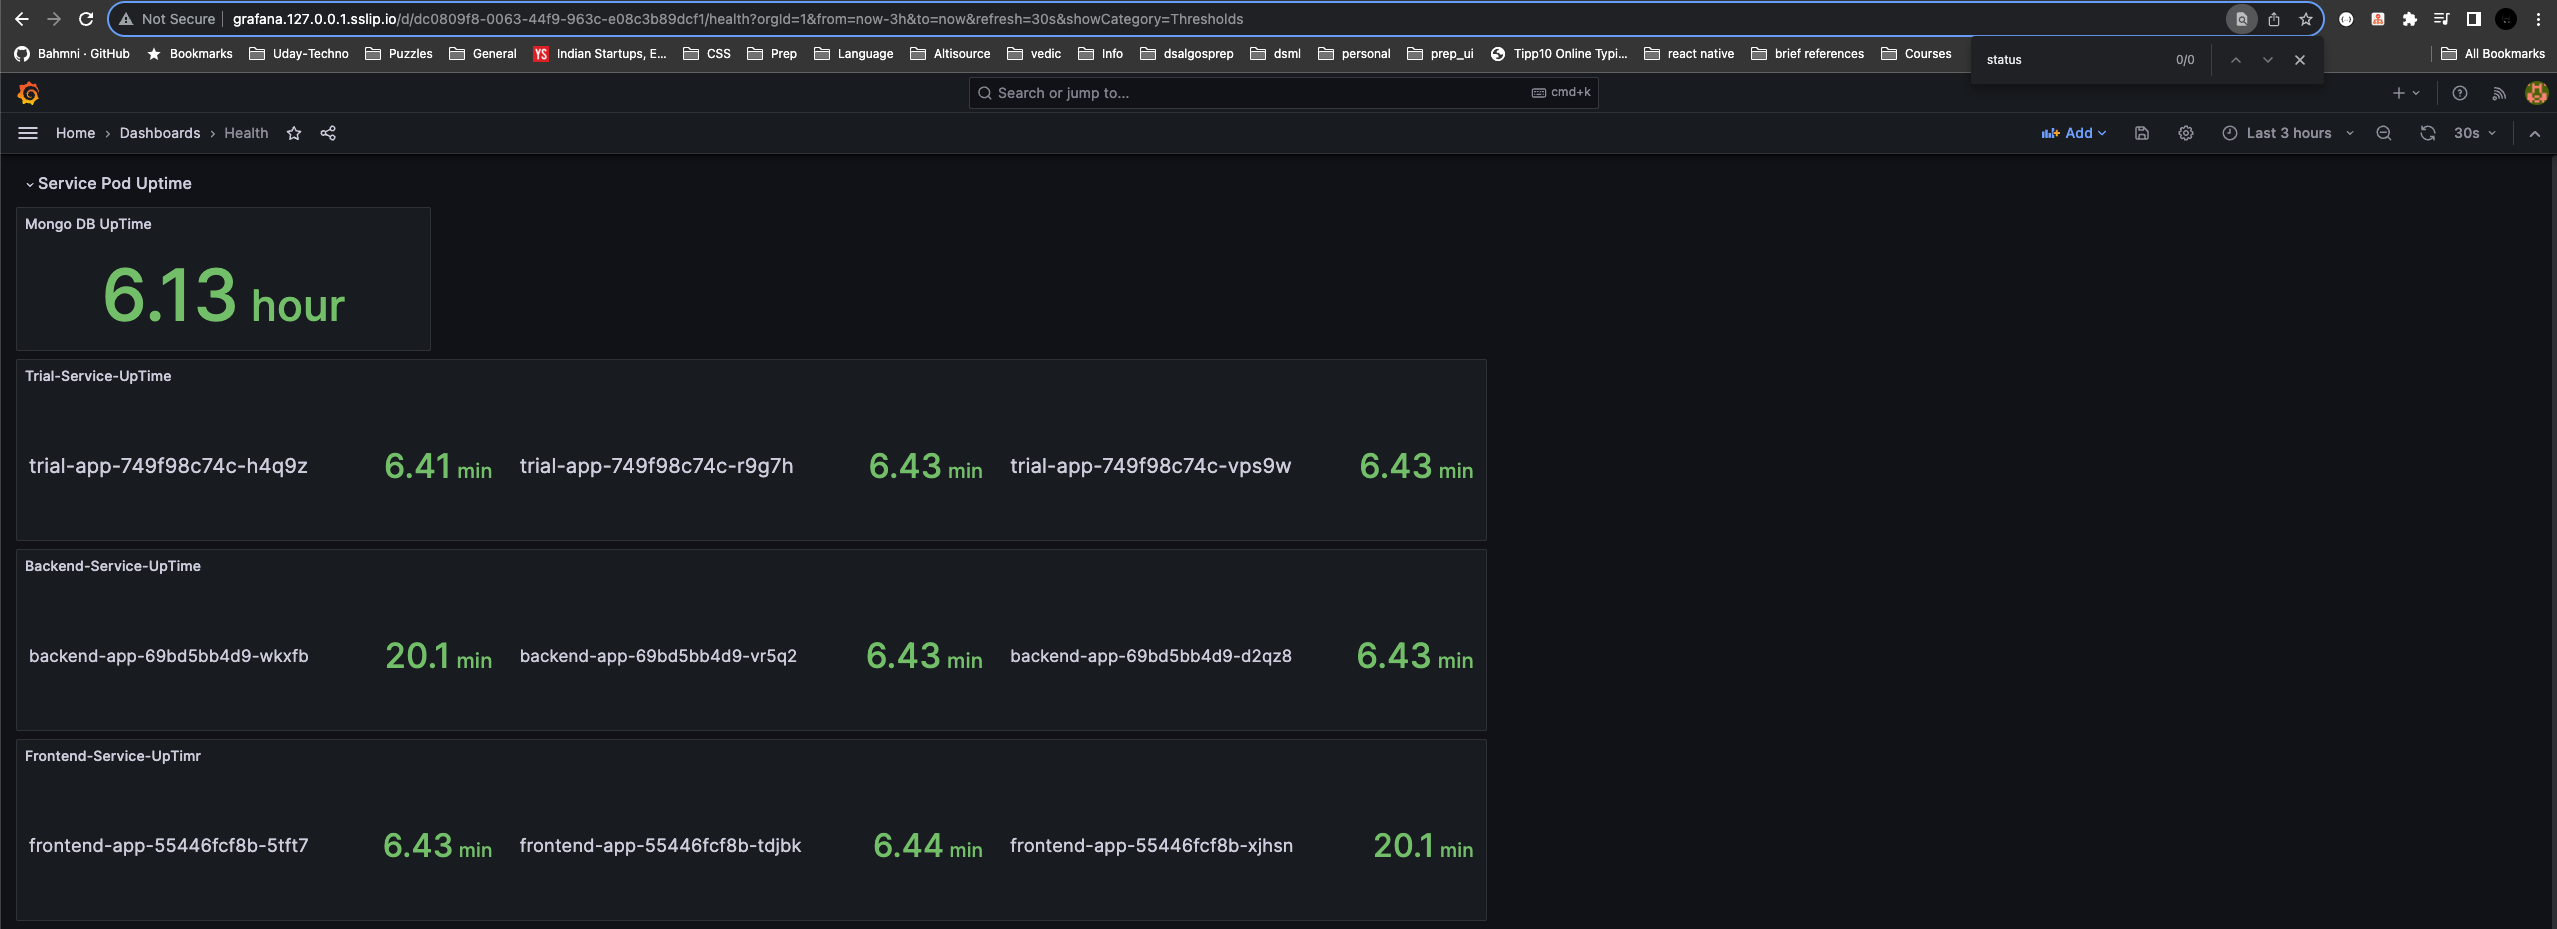 Not Secure grafana.127.0.0.1.sslip.io/d/dc0809f8-0063-44f9-963c-e08c3b89dcf1/health?orgId=1&from=now-3h&to=now&refresh=30s&showCategory=Thresholds
Bahmni · GitHub Bookmarks Uday-Techno Puzzles General YS Indian Startups, E... CSS Prep Language Altisource vedic Info dsalgosprep dsml personal prep_ui Tipp10 Online Typi... react native brief references Courses All Bookmarks
status 0/0
Search or jump to... cmd+k
Home Dashboards Health Add Last 3 hours 30s
Service Pod Uptime
Mongo DB UpTime
6.13 hour
Trial-Service-UpTime
trial-app-749f98c74c-h4q9z 6.41 min trial-app-749f98c74c-r9g7h 6.43 min trial-app-749f98c74c-vps9w 6.43 min
Backend-Service-UpTime
backend-app-69bd5bb4d9-wkxfb 20.1 min backend-app-69bd5bb4d9-vr5q2 6.43 min backend-app-69bd5bb4d9-d2qz8 6.43 min
Frontend-Service-UpTimr
frontend-app-55446fcf8b-5tft7 6.43 min frontend-app-55446fcf8b-tdjbk 6.44 min frontend-app-55446fcf8b-xjhsn 20.1 min